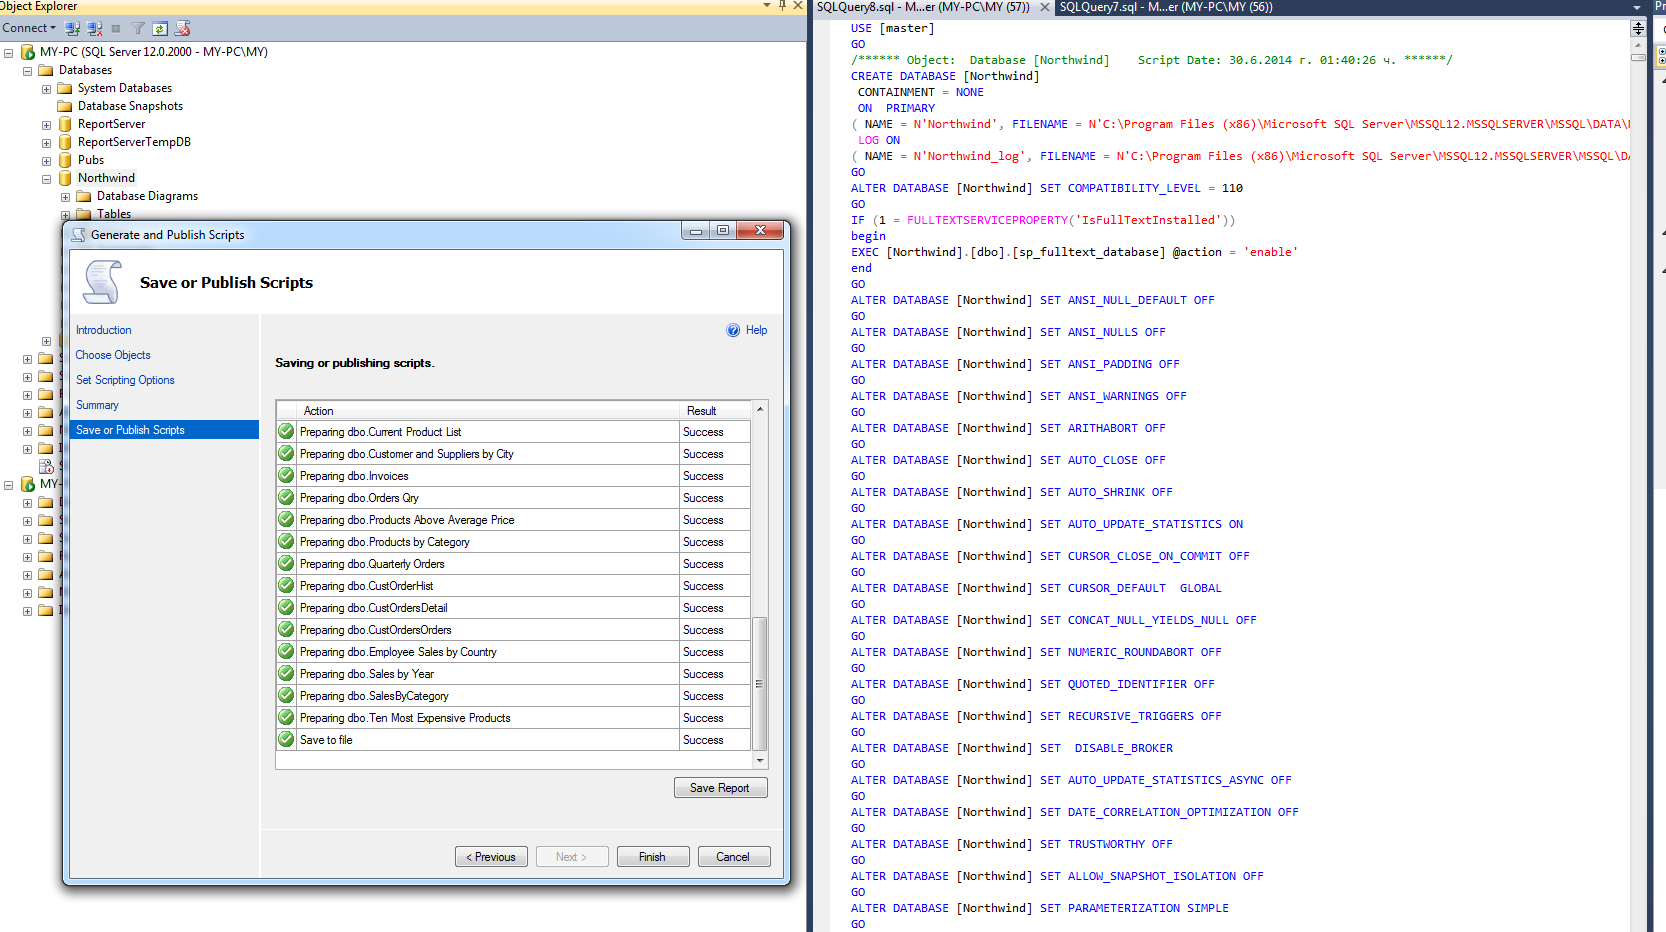 Object Explorer
Connect
MY-PC (SQL Server 12.0.2000 - MY-PC\MY)
Databases
System Databases
Database Snapshots
ReportServer
ReportServerTempDB
Pubs
Northwind
Database Diagrams
Tables
MY-
Generate and Publish Scripts
Save or Publish Scripts
Introduction
Choose Objects
Set Scripting Options
Summary
Save or Publish Scripts
Help
Saving or publishing scripts.
Action Result
Preparing dbo.Current Product List Success
Preparing dbo.Customer and Suppliers by City Success
Preparing dbo.Invoices Success
Preparing dbo.Orders Qry Success
Preparing dbo.Products Above Average Price Success
Preparing dbo.Products by Category Success
Preparing dbo.Quarterly Orders Success
Preparing dbo.CustOrderHist Success
Preparing dbo.CustOrdersDetail Success
Preparing dbo.CustOrdersOrders Success
Preparing dbo.Employee Sales by Country Success
Preparing dbo.Sales by Year Success
Preparing dbo.SalesByCategory Success
Preparing dbo.Ten Most Expensive Products Success
Save to file Success
Save Report
< Previous Next > Finish Cancel
SQLQuery8.sql - M...er (MY-PC\MY (57)) SQLQuery7.sql - M...er (MY-PC\MY (56))
USE [master]
GO
/****** Object:  Database [Northwind]    Script Date: 30.6.2014 г. 01:40:26 ч. ******/
CREATE DATABASE [Northwind]
CONTAINMENT = NONE
ON  PRIMARY
( NAME = N'Northwind', FILENAME = N'C:\Program Files (x86)\Microsoft SQL Server\MSSQL12.MSSQLSERVER\MSSQL\DATA\
LOG ON
( NAME = N'Northwind_log', FILENAME = N'C:\Program Files (x86)\Microsoft SQL Server\MSSQL12.MSSQLSERVER\MSSQL\DA
GO
ALTER DATABASE [Northwind] SET COMPATIBILITY_LEVEL = 110
GO
IF (1 = FULLTEXTSERVICEPROPERTY('IsFullTextInstalled'))
begin
EXEC [Northwind].[dbo].[sp_fulltext_database] @action = 'enable'
end
GO
ALTER DATABASE [Northwind] SET ANSI_NULL_DEFAULT OFF
GO
ALTER DATABASE [Northwind] SET ANSI_NULLS OFF
GO
ALTER DATABASE [Northwind] SET ANSI_PADDING OFF
GO
ALTER DATABASE [Northwind] SET ANSI_WARNINGS OFF
GO
ALTER DATABASE [Northwind] SET ARITHABORT OFF
GO
ALTER DATABASE [Northwind] SET AUTO_CLOSE OFF
GO
ALTER DATABASE [Northwind] SET AUTO_SHRINK OFF
GO
ALTER DATABASE [Northwind] SET AUTO_UPDATE_STATISTICS ON
GO
ALTER DATABASE [Northwind] SET CURSOR_CLOSE_ON_COMMIT OFF
GO
ALTER DATABASE [Northwind] SET CURSOR_DEFAULT  GLOBAL
GO
ALTER DATABASE [Northwind] SET CONCAT_NULL_YIELDS_NULL OFF
GO
ALTER DATABASE [Northwind] SET NUMERIC_ROUNDABORT OFF
GO
ALTER DATABASE [Northwind] SET QUOTED_IDENTIFIER OFF
GO
ALTER DATABASE [Northwind] SET RECURSIVE_TRIGGERS OFF
GO
ALTER DATABASE [Northwind] SET  DISABLE_BROKER
GO
ALTER DATABASE [Northwind] SET AUTO_UPDATE_STATISTICS_ASYNC OFF
GO
ALTER DATABASE [Northwind] SET DATE_CORRELATION_OPTIMIZATION OFF
GO
ALTER DATABASE [Northwind] SET TRUSTWORTHY OFF
GO
ALTER DATABASE [Northwind] SET ALLOW_SNAPSHOT_ISOLATION OFF
GO
ALTER DATABASE [Northwind] SET PARAMETERIZATION SIMPLE
GO